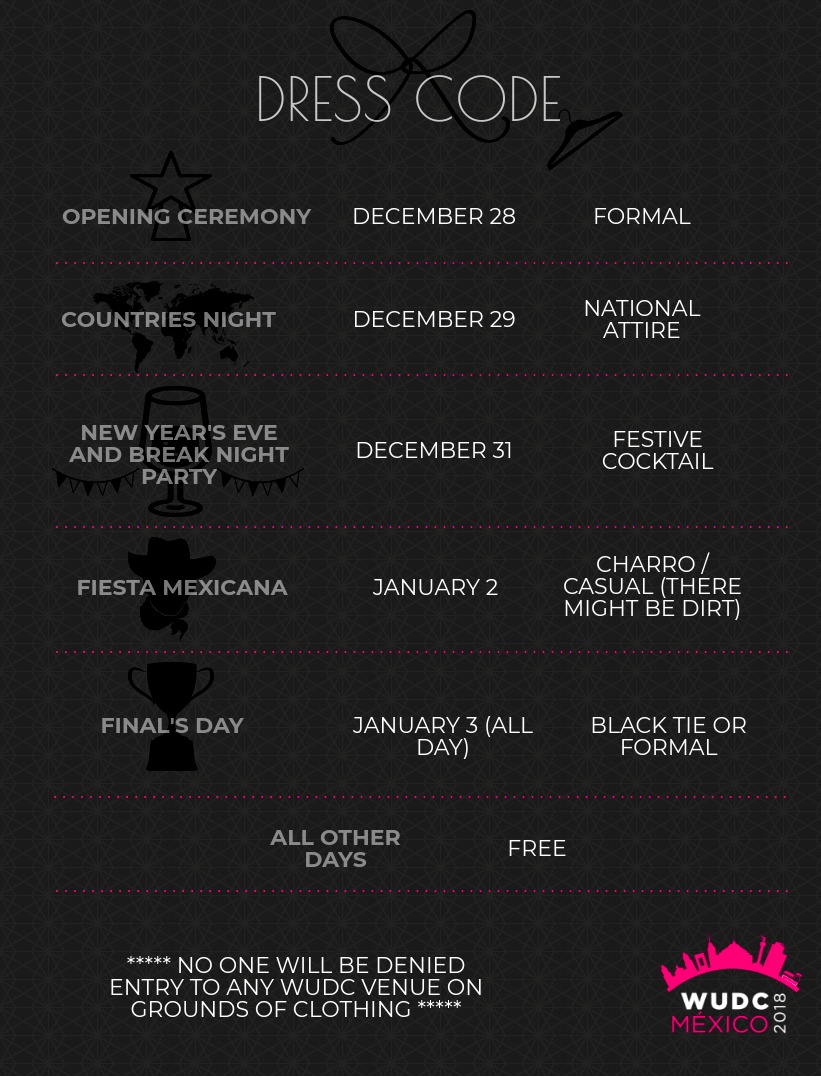 DRESS CODE
OPENING CEREMONY DECEMBER 28 FORMAL
COUNTRIES NIGHT DECEMBER 29 NATIONAL
ATTIRE
NEW YEAR'S EVE
AND BREAK NIGHT
PARTY
DECEMBER 31
FESTIVE
COCKTAIL
FIESTA MEXICANA
JANUARY 2
CHARRO /
CASUAL (THERE
MIGHT BE DIRT)
FINAL'S DAY
JANUARY 3 (ALL
DAY)
BLACK TIE OR
FORMAL
ALL OTHER
DAYS
FREE
***** NO ONE WILL BE DENIED
ENTRY TO ANY WUDC VENUE ON
GROUNDS OF CLOTHING *****
WUDC
MÉXICO
2018